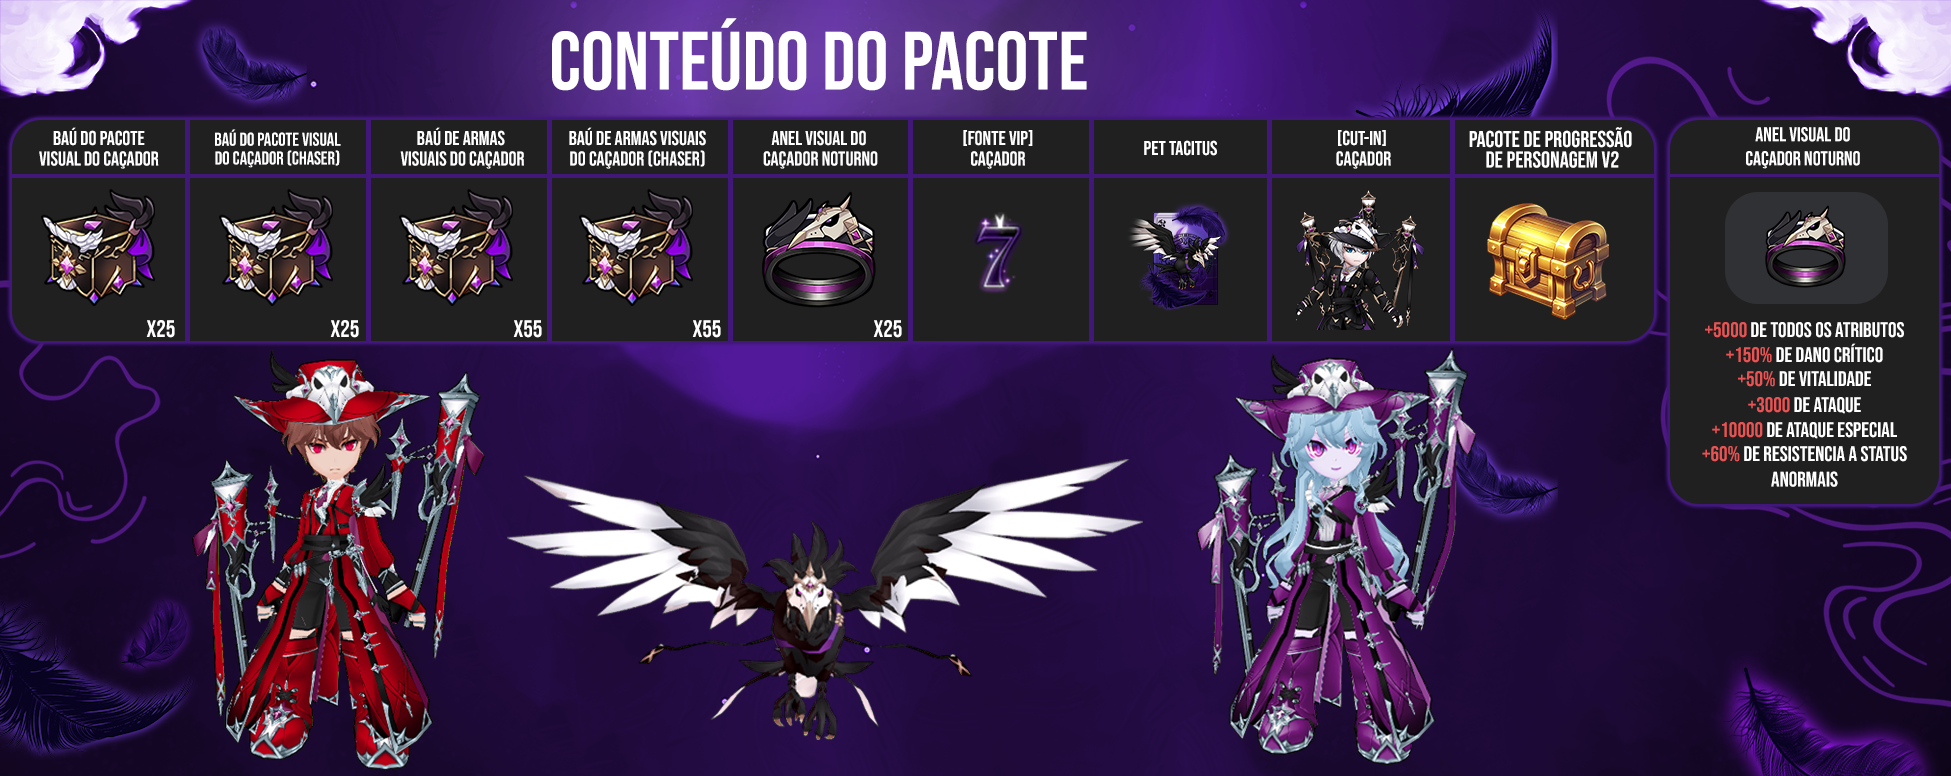 CONTEÚDO DO PACOTE
BAÚ DO PACOTE
VISUAL DO CAÇADOR
X25
BAÚ DO PACOTE VISUAL
DO CAÇADOR (CHASER)
X25
BAÚ DE ARMAS
VISUAIS DO CAÇADOR
X55
BAÚ DE ARMAS VISUAIS
DO CAÇADOR (CHASER)
X55
ANEL VISUAL DO
CAÇADOR NOTURNO
X25
[FONTE VIP]
CAÇADOR
7
PET TACITUS
[CUT-IN]
CAÇADOR
PACOTE DE PROGRESSÃO
DE PERSONAGEM V2
ANEL VISUAL DO
CAÇADOR NOTURNO
+5000 DE TODOS OS ATRIBUTOS
+150% DE DANO CRÍTICO
+50% DE VITALIDADE
+3000 DE ATAQUE
+10000 DE ATAQUE ESPECIAL
+60% DE RESISTENCIA A STATUS
ANORMAIS